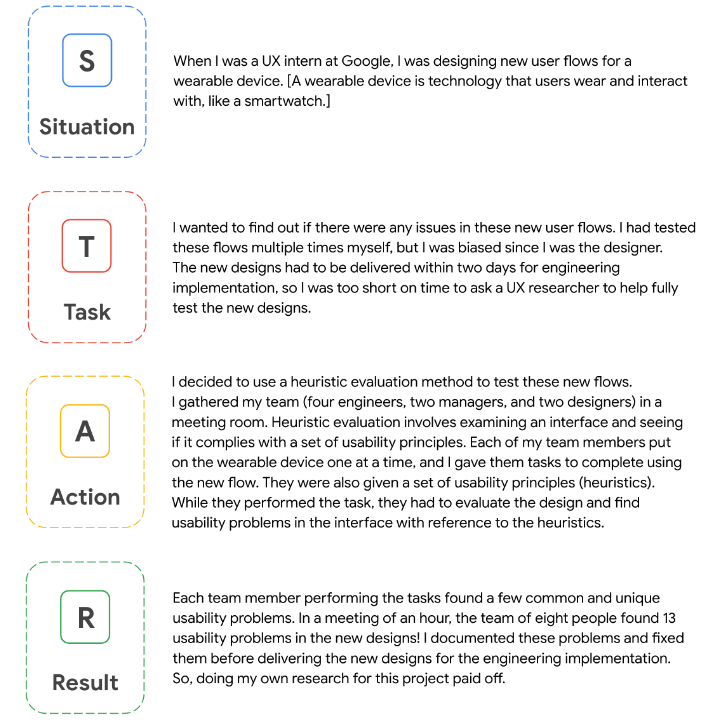 S
Situation
When I was a UX intern at Google, I was designing new user flows for a
wearable device. [A wearable device is technology that users wear and interact
with, like a smartwatch.]
T
Task
I wanted to find out if there were any issues in these new user flows. I had tested
these flows multiple times myself, but I was biased since I was the designer.
The new designs had to be delivered within two days for engineering
implementation, so I was too short on time to ask a UX researcher to help fully
test the new designs.
A
Action
I decided to use a heuristic evaluation method to test these new flows.
I gathered my team (four engineers, two managers, and two designers) in a
meeting room. Heuristic evaluation involves examining an interface and seeing
if it complies with a set of usability principles. Each of my team members put
on the wearable device one at a time, and I gave them tasks to complete using
the new flow. They were also given a set of usability principles (heuristics).
While they performed the task, they had to evaluate the design and find
usability problems in the interface with reference to the heuristics.
R
Result
Each team member performing the tasks found a few common and unique
usability problems. In a meeting of an hour, the team of eight people found 13
usability problems in the new designs! I documented these problems and fixed
them before delivering the new designs for the engineering implementation.
So, doing my own research for this project paid off.